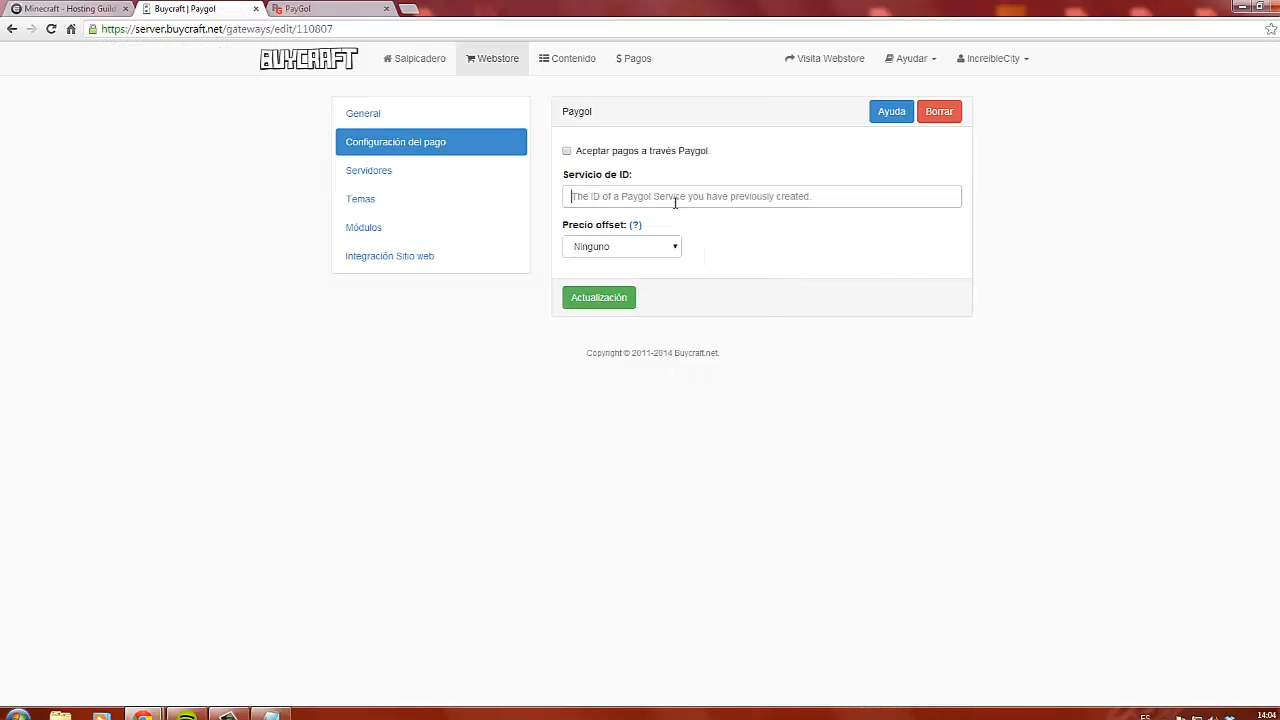 Minecraft - Hosting Guild
Buycraft | Paygol
PayGol
https://server.buycraft.net/gateways/edit/110807
BUYCRAFT
Salpicadero
Webstore
Contenido
$ Pagos
Visita Webstore
Ayudar
IncreibleCity
General
Configuración del pago
Servidores
Temas
Módulos
Integración Sitio web
Paygol
Ayuda
Borrar
Aceptar pagos a través Paygol.
Servicio de ID:
The ID of a Paygol Service you have previously created.
Precio offset: (?)
Ninguno
Actualización
Copyright © 2011-2014 Buycraft.net.
ES
14:04